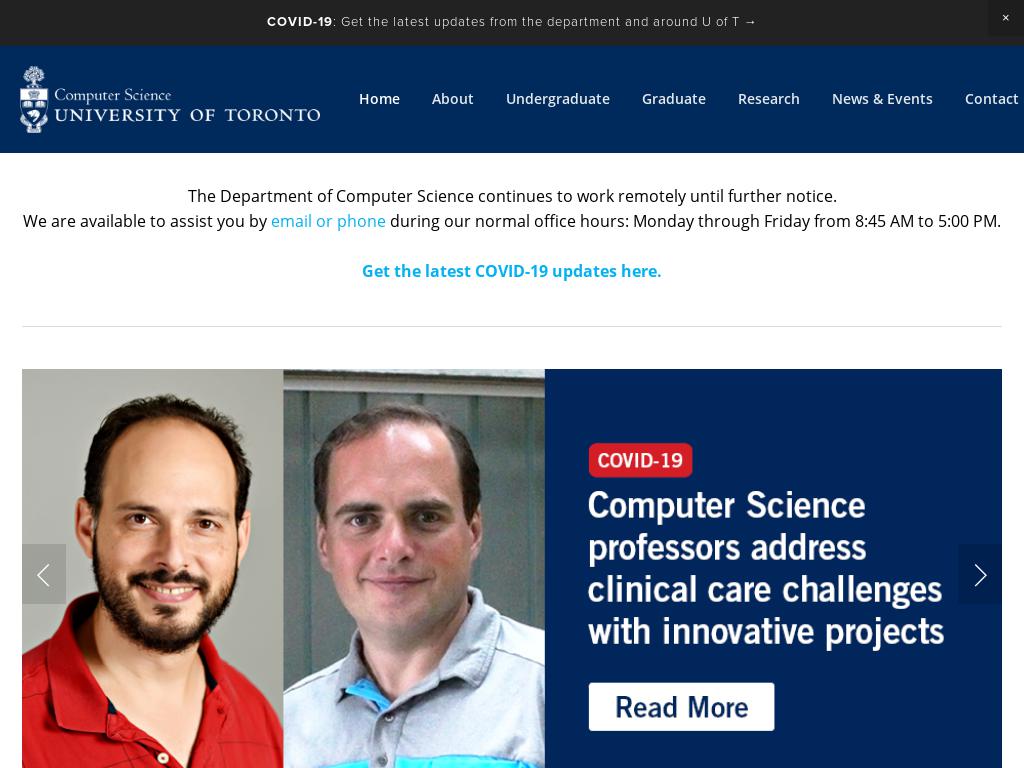 COVID-19: Get the latest updates from the department and around U of T →
×
Computer Science
UNIVERSITY OF TORONTO
Home About Undergraduate Graduate Research News & Events Contact
The Department of Computer Science continues to work remotely until further notice.
We are available to assist you by email or phone during our normal office hours: Monday through Friday from 8:45 AM to 5:00 PM.
Get the latest COVID-19 updates here.
COVID-19
Computer Science
professors address
clinical care challenges
with innovative projects
Read More